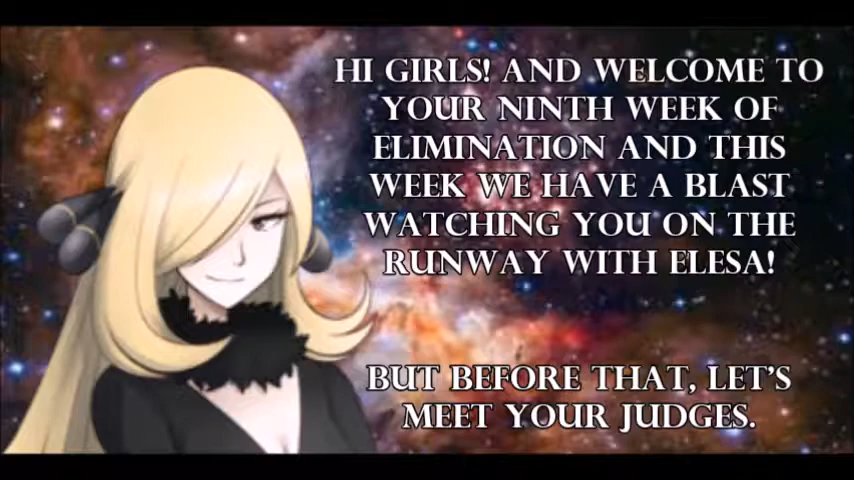 HI GIRLS! AND WELCOME TO
YOUR NINTH WEEK OF
ELIMINATION AND THIS
WEEK WE HAVE A BLAST
WATCHING YOU ON THE
RUNWAY WITH ELESA!
BUT BEFORE THAT, LET'S
MEET YOUR JUDGES.